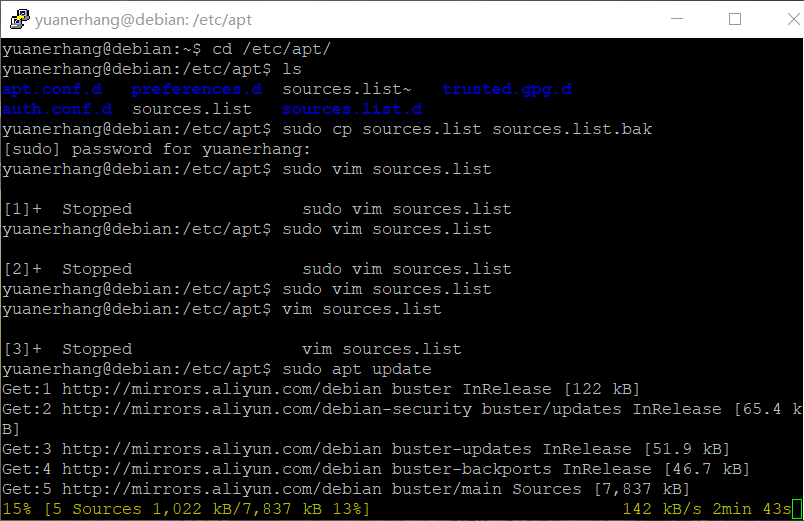 yuanerhang@debian: /etc/apt
yuanerhang@debian:~$ cd /etc/apt/
yuanerhang@debian:/etc/apt$ ls
apt.conf.d   preferences.d  sources.list~   trusted.gpg.d
auth.conf.d  sources.list   sources.list.d
yuanerhang@debian:/etc/apt$ sudo cp sources.list sources.list.bak
[sudo] password for yuanerhang:
yuanerhang@debian:/etc/apt$ sudo vim sources.list
[1]+  Stopped                 sudo vim sources.list
yuanerhang@debian:/etc/apt$ sudo vim sources.list
[2]+  Stopped                 sudo vim sources.list
yuanerhang@debian:/etc/apt$ sudo vim sources.list
yuanerhang@debian:/etc/apt$ vim sources.list
[3]+  Stopped                 vim sources.list
yuanerhang@debian:/etc/apt$ sudo apt update
Get:1 http://mirrors.aliyun.com/debian buster InRelease [122 kB]
Get:2 http://mirrors.aliyun.com/debian-security buster/updates InRelease [65.4 k
B]
Get:3 http://mirrors.aliyun.com/debian buster-updates InRelease [51.9 kB]
Get:4 http://mirrors.aliyun.com/debian buster-backports InRelease [46.7 kB]
Get:5 http://mirrors.aliyun.com/debian buster/main Sources [7,837 kB]
15% [5 Sources 1,022 kB/7,837 kB 13%]                         142 kB/s 2min 43s